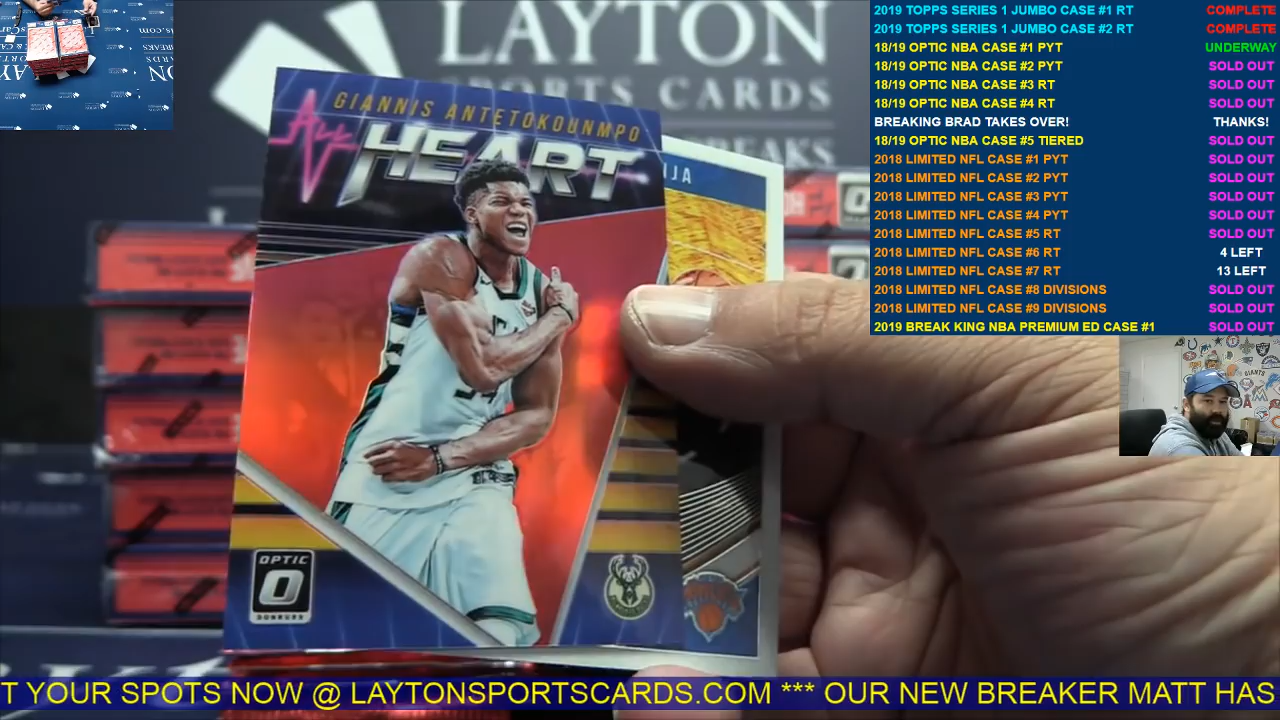 2019 TOPPS SERIES 1 JUMBO CASE #1 RT COMPLETE
2019 TOPPS SERIES 1 JUMBO CASE #2 RT COMPLETE
18/19 OPTIC NBA CASE #1 PYT UNDERWAY
18/19 OPTIC NBA CASE #2 PYT SOLD OUT
18/19 OPTIC NBA CASE #3 RT SOLD OUT
18/19 OPTIC NBA CASE #4 RT SOLD OUT
BREAKING BRAD TAKES OVER! THANKS!
18/19 OPTIC NBA CASE #5 TIERED SOLD OUT
2018 LIMITED NFL CASE #1 PYT SOLD OUT
2018 LIMITED NFL CASE #2 PYT SOLD OUT
2018 LIMITED NFL CASE #3 PYT SOLD OUT
2018 LIMITED NFL CASE #4 PYT SOLD OUT
2018 LIMITED NFL CASE #5 RT SOLD OUT
2018 LIMITED NFL CASE #6 RT 4 LEFT
2018 LIMITED NFL CASE #7 RT 13 LEFT
2018 LIMITED NFL CASE #8 DIVISIONS SOLD OUT
2018 LIMITED NFL CASE #9 DIVISIONS SOLD OUT
2019 BREAK KING NBA PREMIUM ED CASE #1 SOLD OUT
LAYTON
SPORTS CARDS
BREAKS
GIANNIS ANTETOKOUNMPO
ALL
HEART
IJA
OPTIC
DONRUSS
GIANTS
T YOUR SPOTS NOW @ LAYTONSPORTSCARDS.COM *** OUR NEW BREAKER MATT HAS